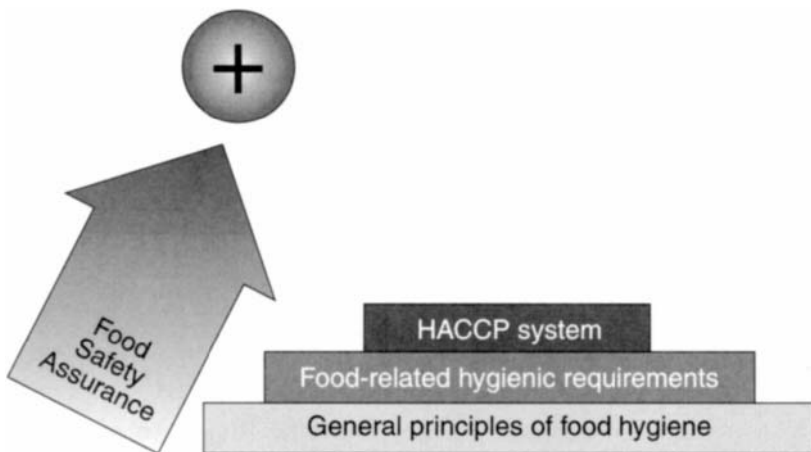 +
Food
Safety
Assurance
HACCP system
Food-related hygienic requirements
General principles of food hygiene